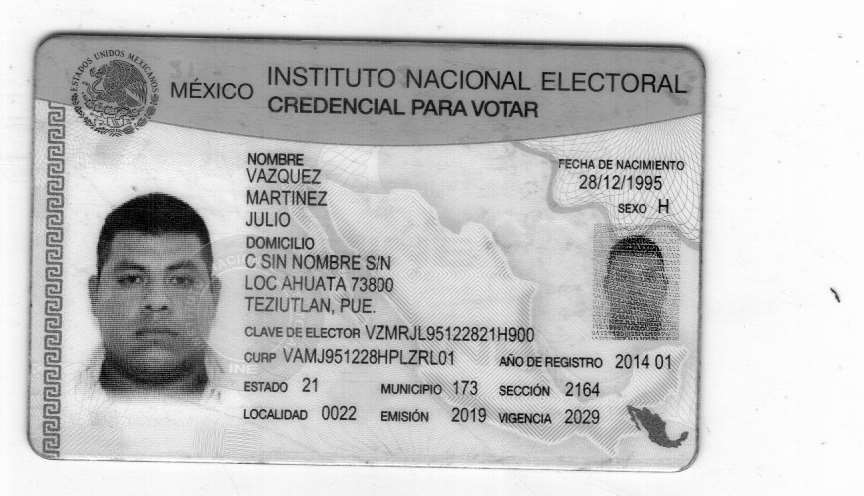 ESTADOS UNIDOS MEXICANOS
MÉXICO INSTITUTO NACIONAL ELECTORAL
CREDENCIAL PARA VOTAR
NOMBRE
VAZQUEZ
MARTINEZ
JULIO
FECHA DE NACIMIENTO
28/12/1995
SEXO H
DOMICILIO
C SIN NOMBRE S/N
LOC AHUATA 73800
TEZIUTLAN, PUE.
CLAVE DE ELECTOR VZMRJL95122821H900
CURP VAMJ951228HPLZRL01 AÑO DE REGISTRO 2014 01
ESTADO 21 MUNICIPIO 173 SECCIÓN 2164
LOCALIDAD 0022 EMISIÓN 2019 VIGENCIA 2029
INE